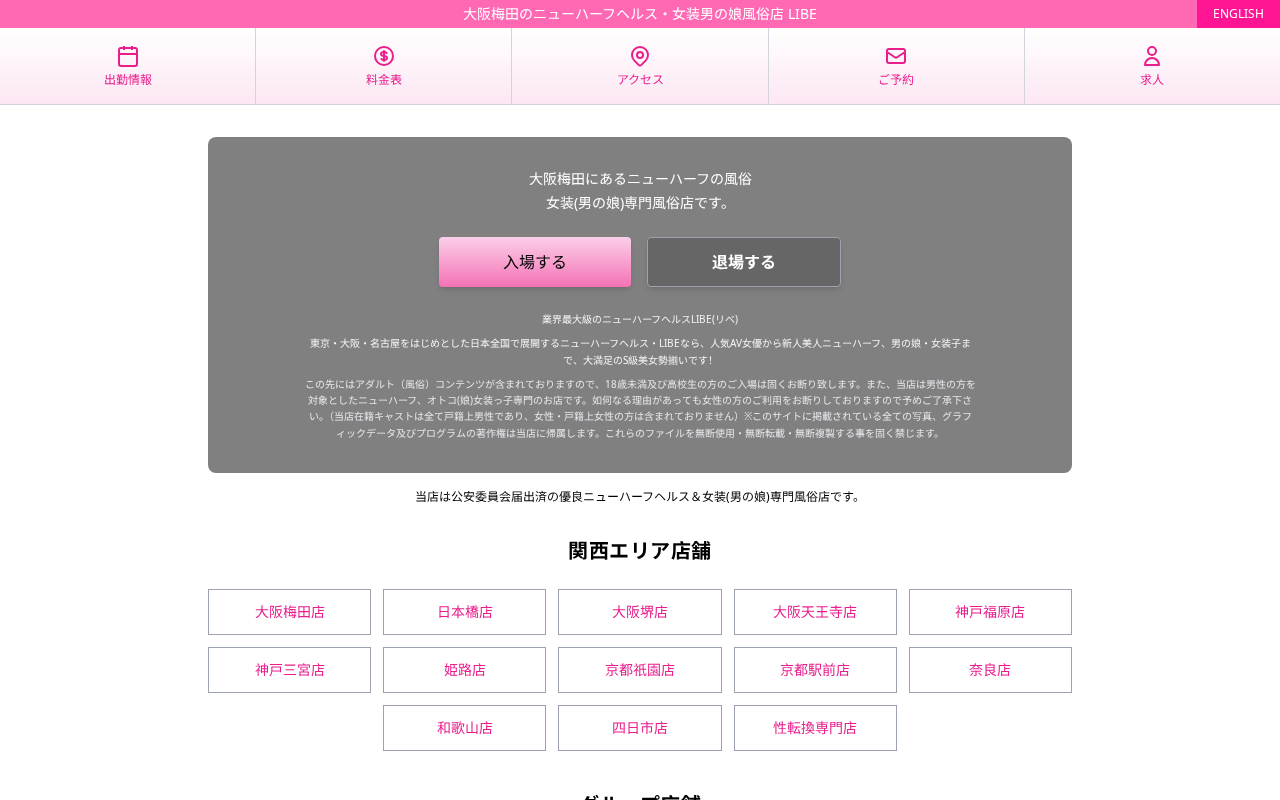 大阪梅田のニューハーフヘルス・女装男の娘風俗店 LIBE
ENGLISH
出勤情報
料金表
アクセス
ご予約
求人
大阪梅田にあるニューハーフの風俗
女装(男の娘)専門風俗店です。
入場する
退場する
業界最大級のニューハーフヘルスLIBE(リベ)
東京・大阪・名古屋をはじめとした日本全国で展開するニューハーフヘルス・LIBEなら、人気AV女優から新人美人ニューハーフ、男の娘・女装子ま
で、大満足のS級美女勢揃いです!
この先にはアダルト（風俗）コンテンツが含まれておりますので、18歳未満及び高校生の方のご入場は固くお断り致します。また、当店は男性の方を
対象としたニューハーフ、オトコ(娘)女装っ子専門のお店です。如何なる理由があっても女性の方のご利用をお断りしておりますので予めご了承下さ
い。（当店在籍キャストは全て戸籍上男性であり、女性・戸籍上女性の方は含まれておりません）※このサイトに掲載されている全ての写真、グラフ
ィックデータ及びプログラムの著作権は当店に帰属します。これらのファイルを無断使用・無断転載・無断複製する事を固く禁じます。
当店は公安委員会届出済の優良ニューハーフヘルス＆女装(男の娘)専門風俗店です。
関西エリア店舗
大阪梅田店
日本橋店
大阪堺店
大阪天王寺店
神戸福原店
神戸三宮店
姫路店
京都祇園店
京都駅前店
奈良店
和歌山店
四日市店
性転換専門店
グループ店舗